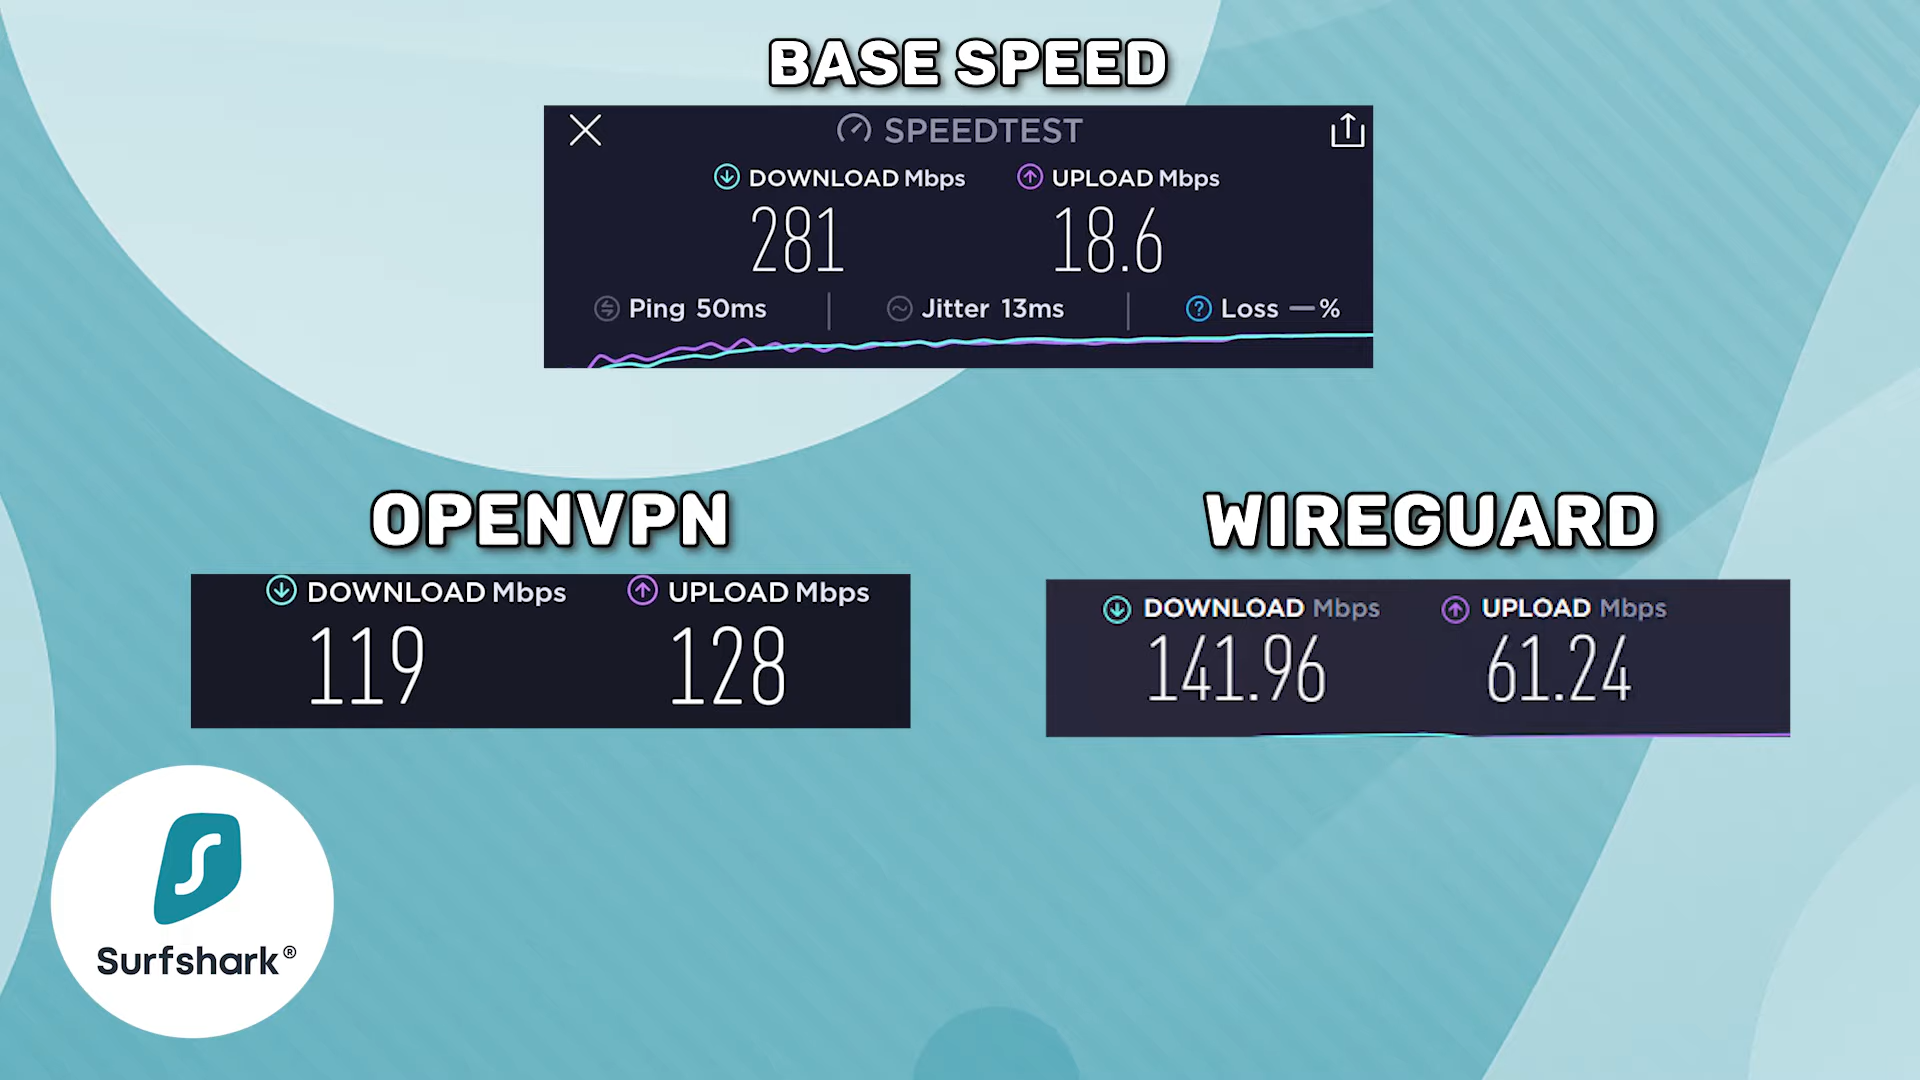 BASE SPEED
SPEEDTEST
DOWNLOAD Mbps UPLOAD Mbps
281 18.6
Ping 50ms Jitter 13ms Loss —%
OPENVPN
DOWNLOAD Mbps UPLOAD Mbps
119 128
WIREGUARD
DOWNLOAD Mbps UPLOAD Mbps
141.96 61.24
Surfshark®